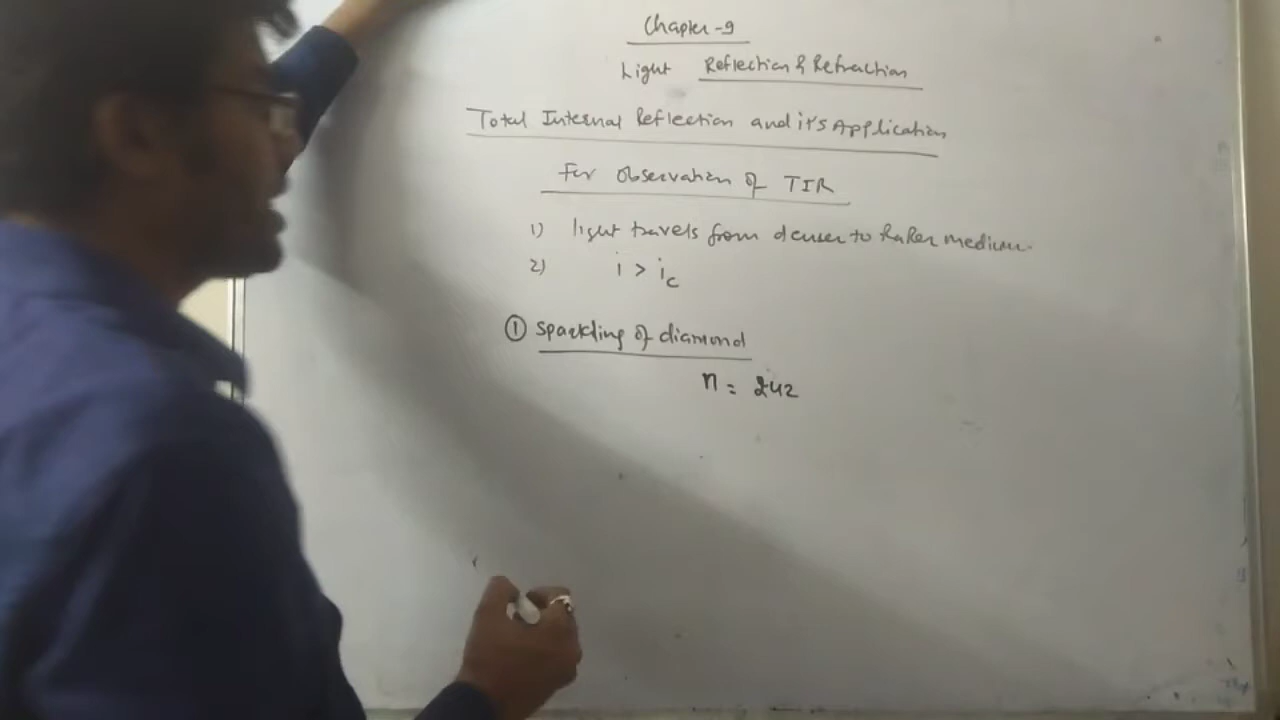 Chapter-9
Light Reflection & Refraction
Total Internal Reflection and it's Application
For Observation of TIR
1) light travels from denser to Rarer medium.
2) i > ic
① Sparkling of diamond
n = 2.42